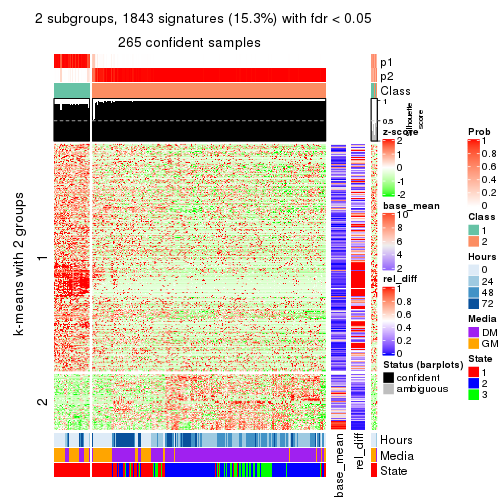 2 subgroups, 1843 signatures (15.3%) with fdr < 0.05
265 confident samples
p1
p2
Class
1
0.5
silhouette
score
k-means with 2 groups
1
2
base_mean
rel_diff
Hours
Media
State
z-score
2
1
0
-1
-2
base_mean
10
8
6
4
2
rel_diff
1
0.8
0.6
0.4
0.2
0
Status (barplots)
confident
ambiguous
Prob
1
0.8
0.6
0.4
0.2
0
Class
1
2
Hours
0
24
48
72
Media
DM
GM
State
1
2
3